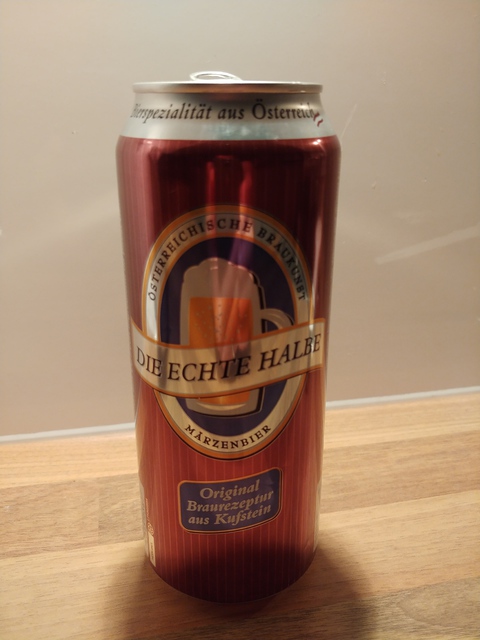 Bierspezialität aus Österreich
ÖSTERREICHISCHE BRAUKUNST
DIE ECHTE HALBE
MÄRZENBIER
Original
Braurezeptur
aus Kufstein